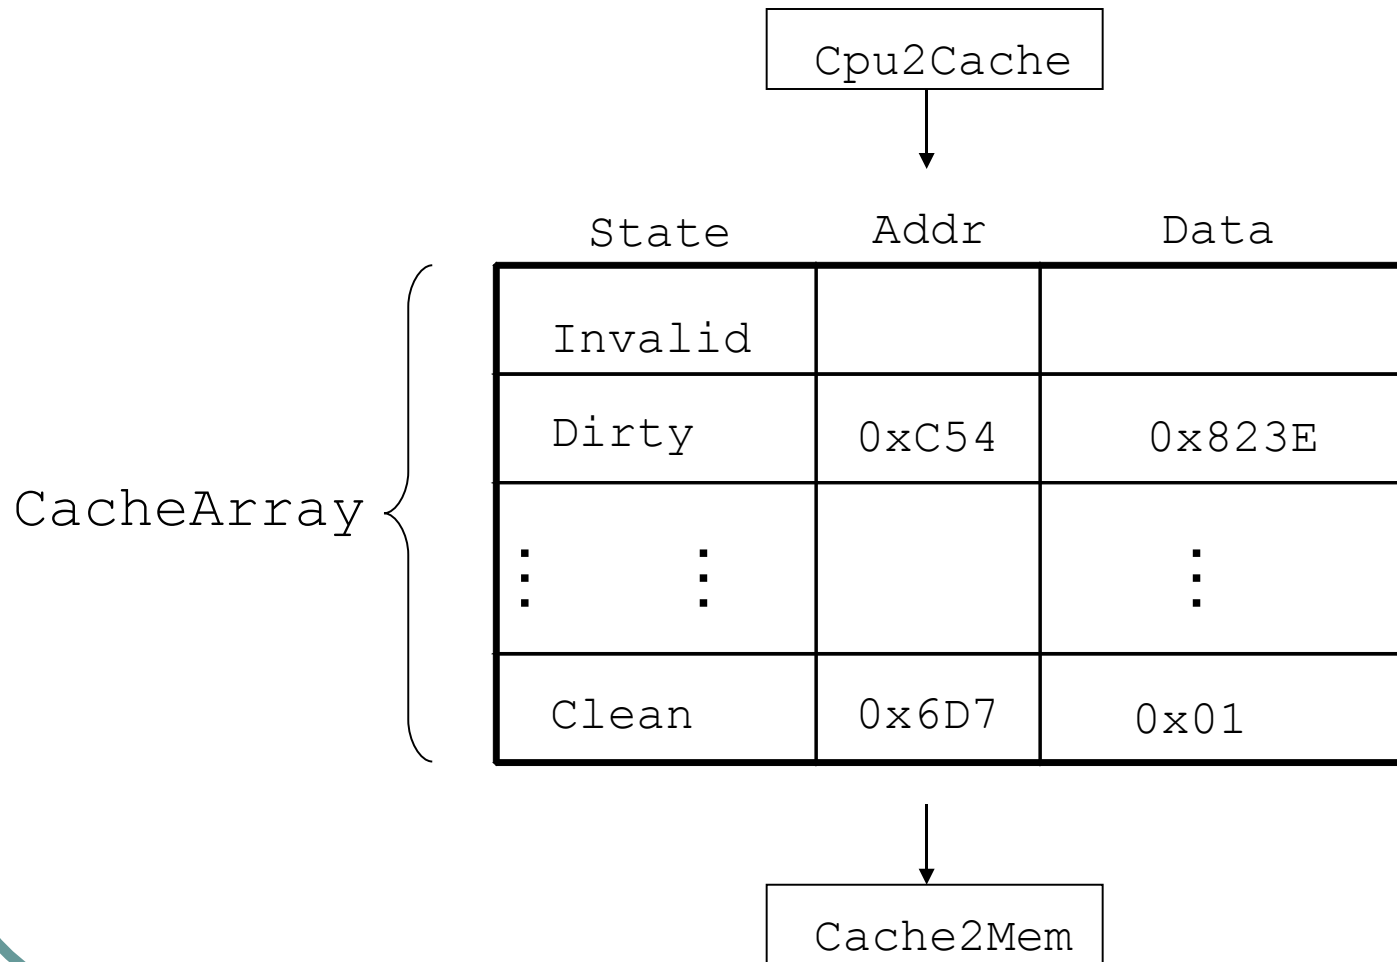 Cpu2Cache
State Addr Data
Invalid
Dirty 0xC54 0x823E
CacheArray
⋮ ⋮ ⋮
Clean 0x6D7 0x01
Cache2Mem